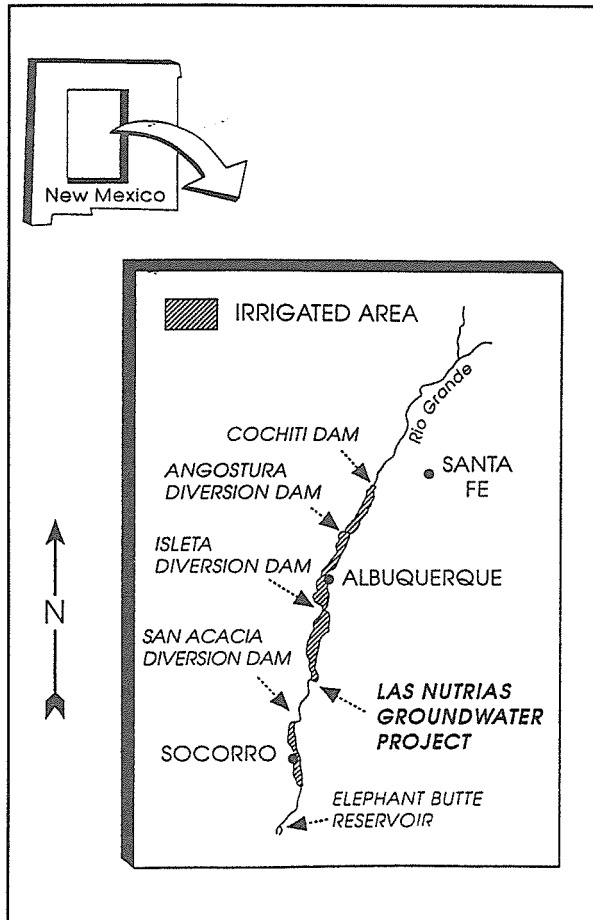 New Mexico
IRRIGATED AREA
Rio Grande
COCHITI DAM
SANTA
FE
ANGOSTURA
DIVERSION DAM
ISLETA
DIVERSION DAM
ALBUQUERQUE
N
SAN ACACIA
DIVERSION DAM
LAS NUTRIAS
GROUNDWATER
PROJECT
SOCORRO
ELEPHANT BUTTE
RESERVOIR